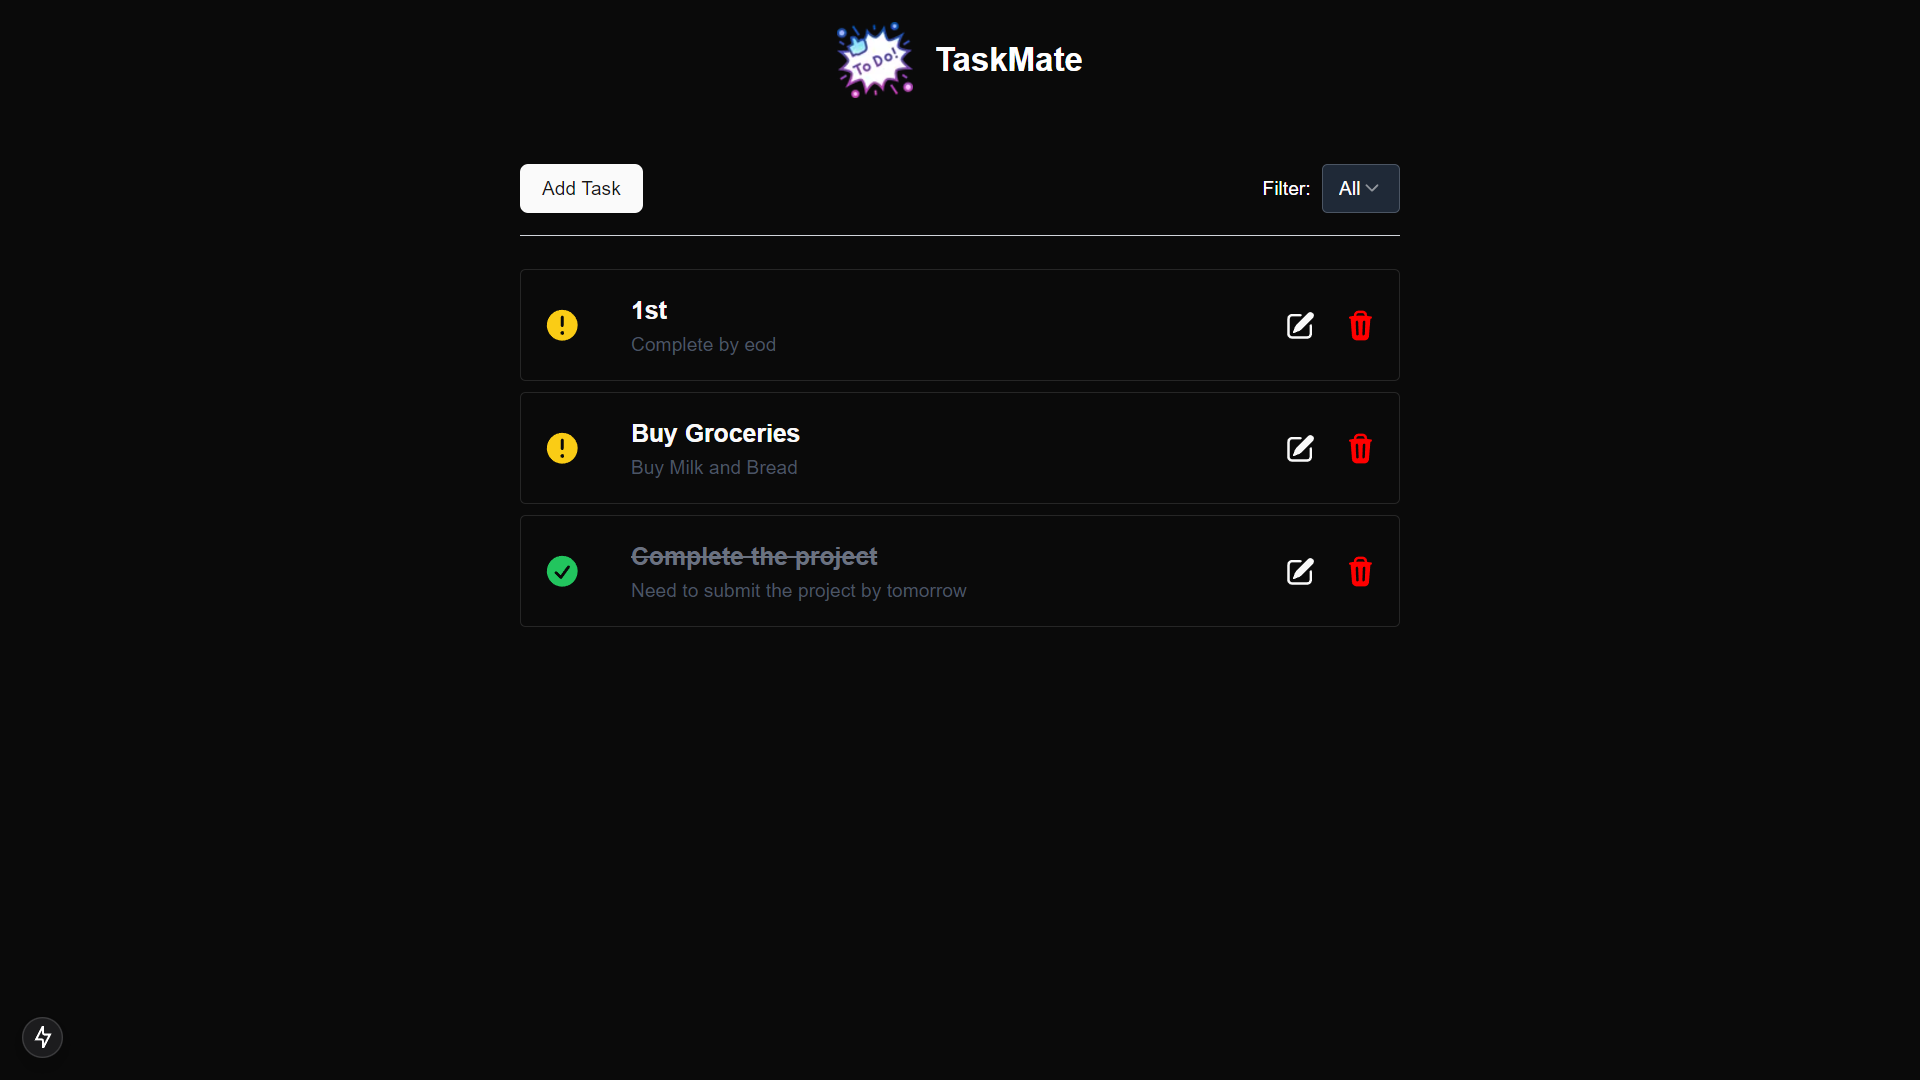 To Do!
TaskMate
Add Task
Filter:
All
1st
Complete by eod
Buy Groceries
Buy Milk and Bread
Complete the project
Need to submit the project by tomorrow